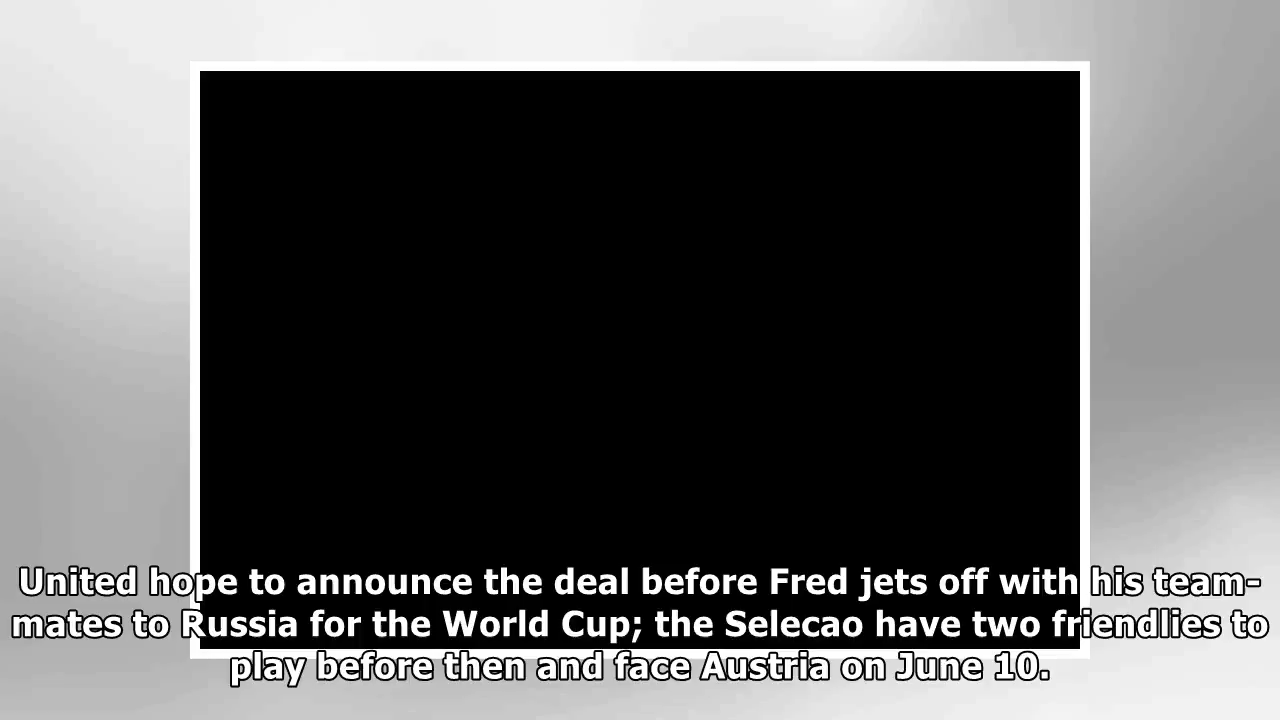 United hope to announce the deal before Fred jets off with his team-
mates to Russia for the World Cup; the Selecao have two friendlies to
play before then and face Austria on June 10.